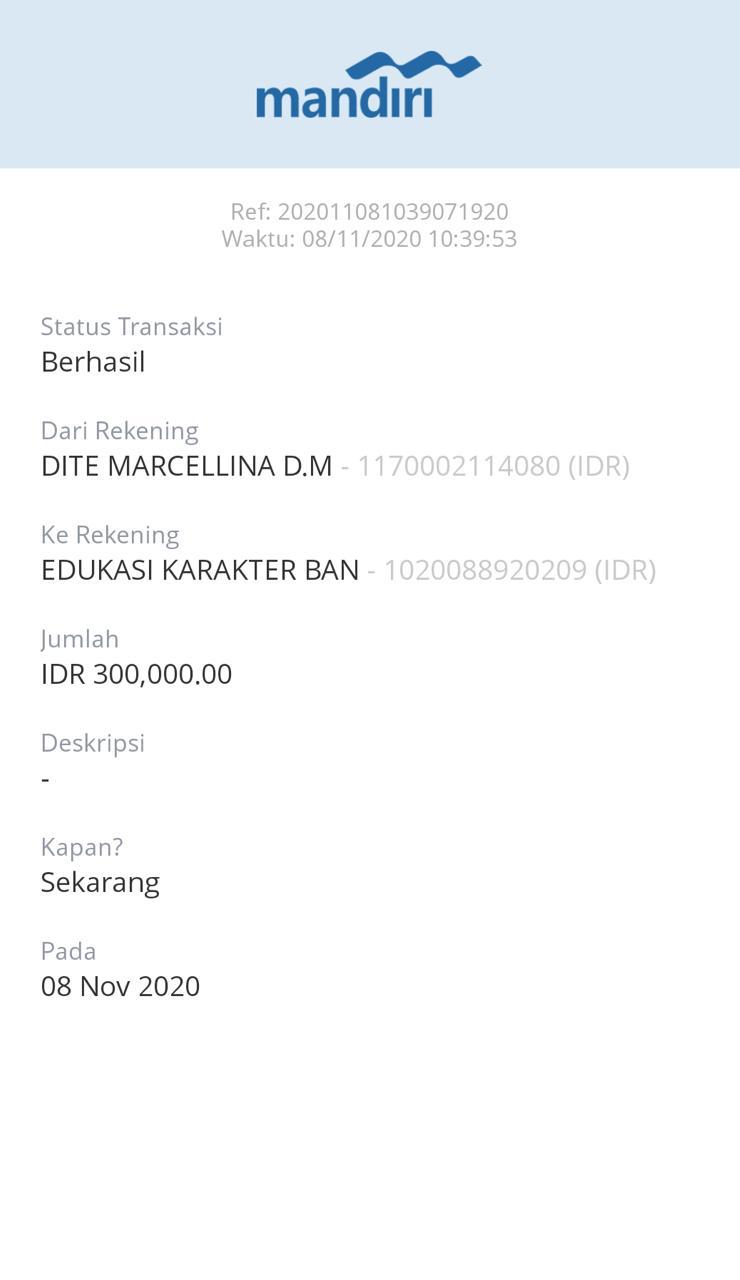 mandiri
Ref: 202011081039071920
Waktu: 08/11/2020 10:39:53
Status Transaksi
Berhasil
Dari Rekening
DITE MARCELLINA D.M - 1170002114080 (IDR)
Ke Rekening
EDUKASI KARAKTER BAN - 1020088920209 (IDR)
Jumlah
IDR 300,000.00
Deskripsi
-
Kapan?
Sekarang
Pada
08 Nov 2020